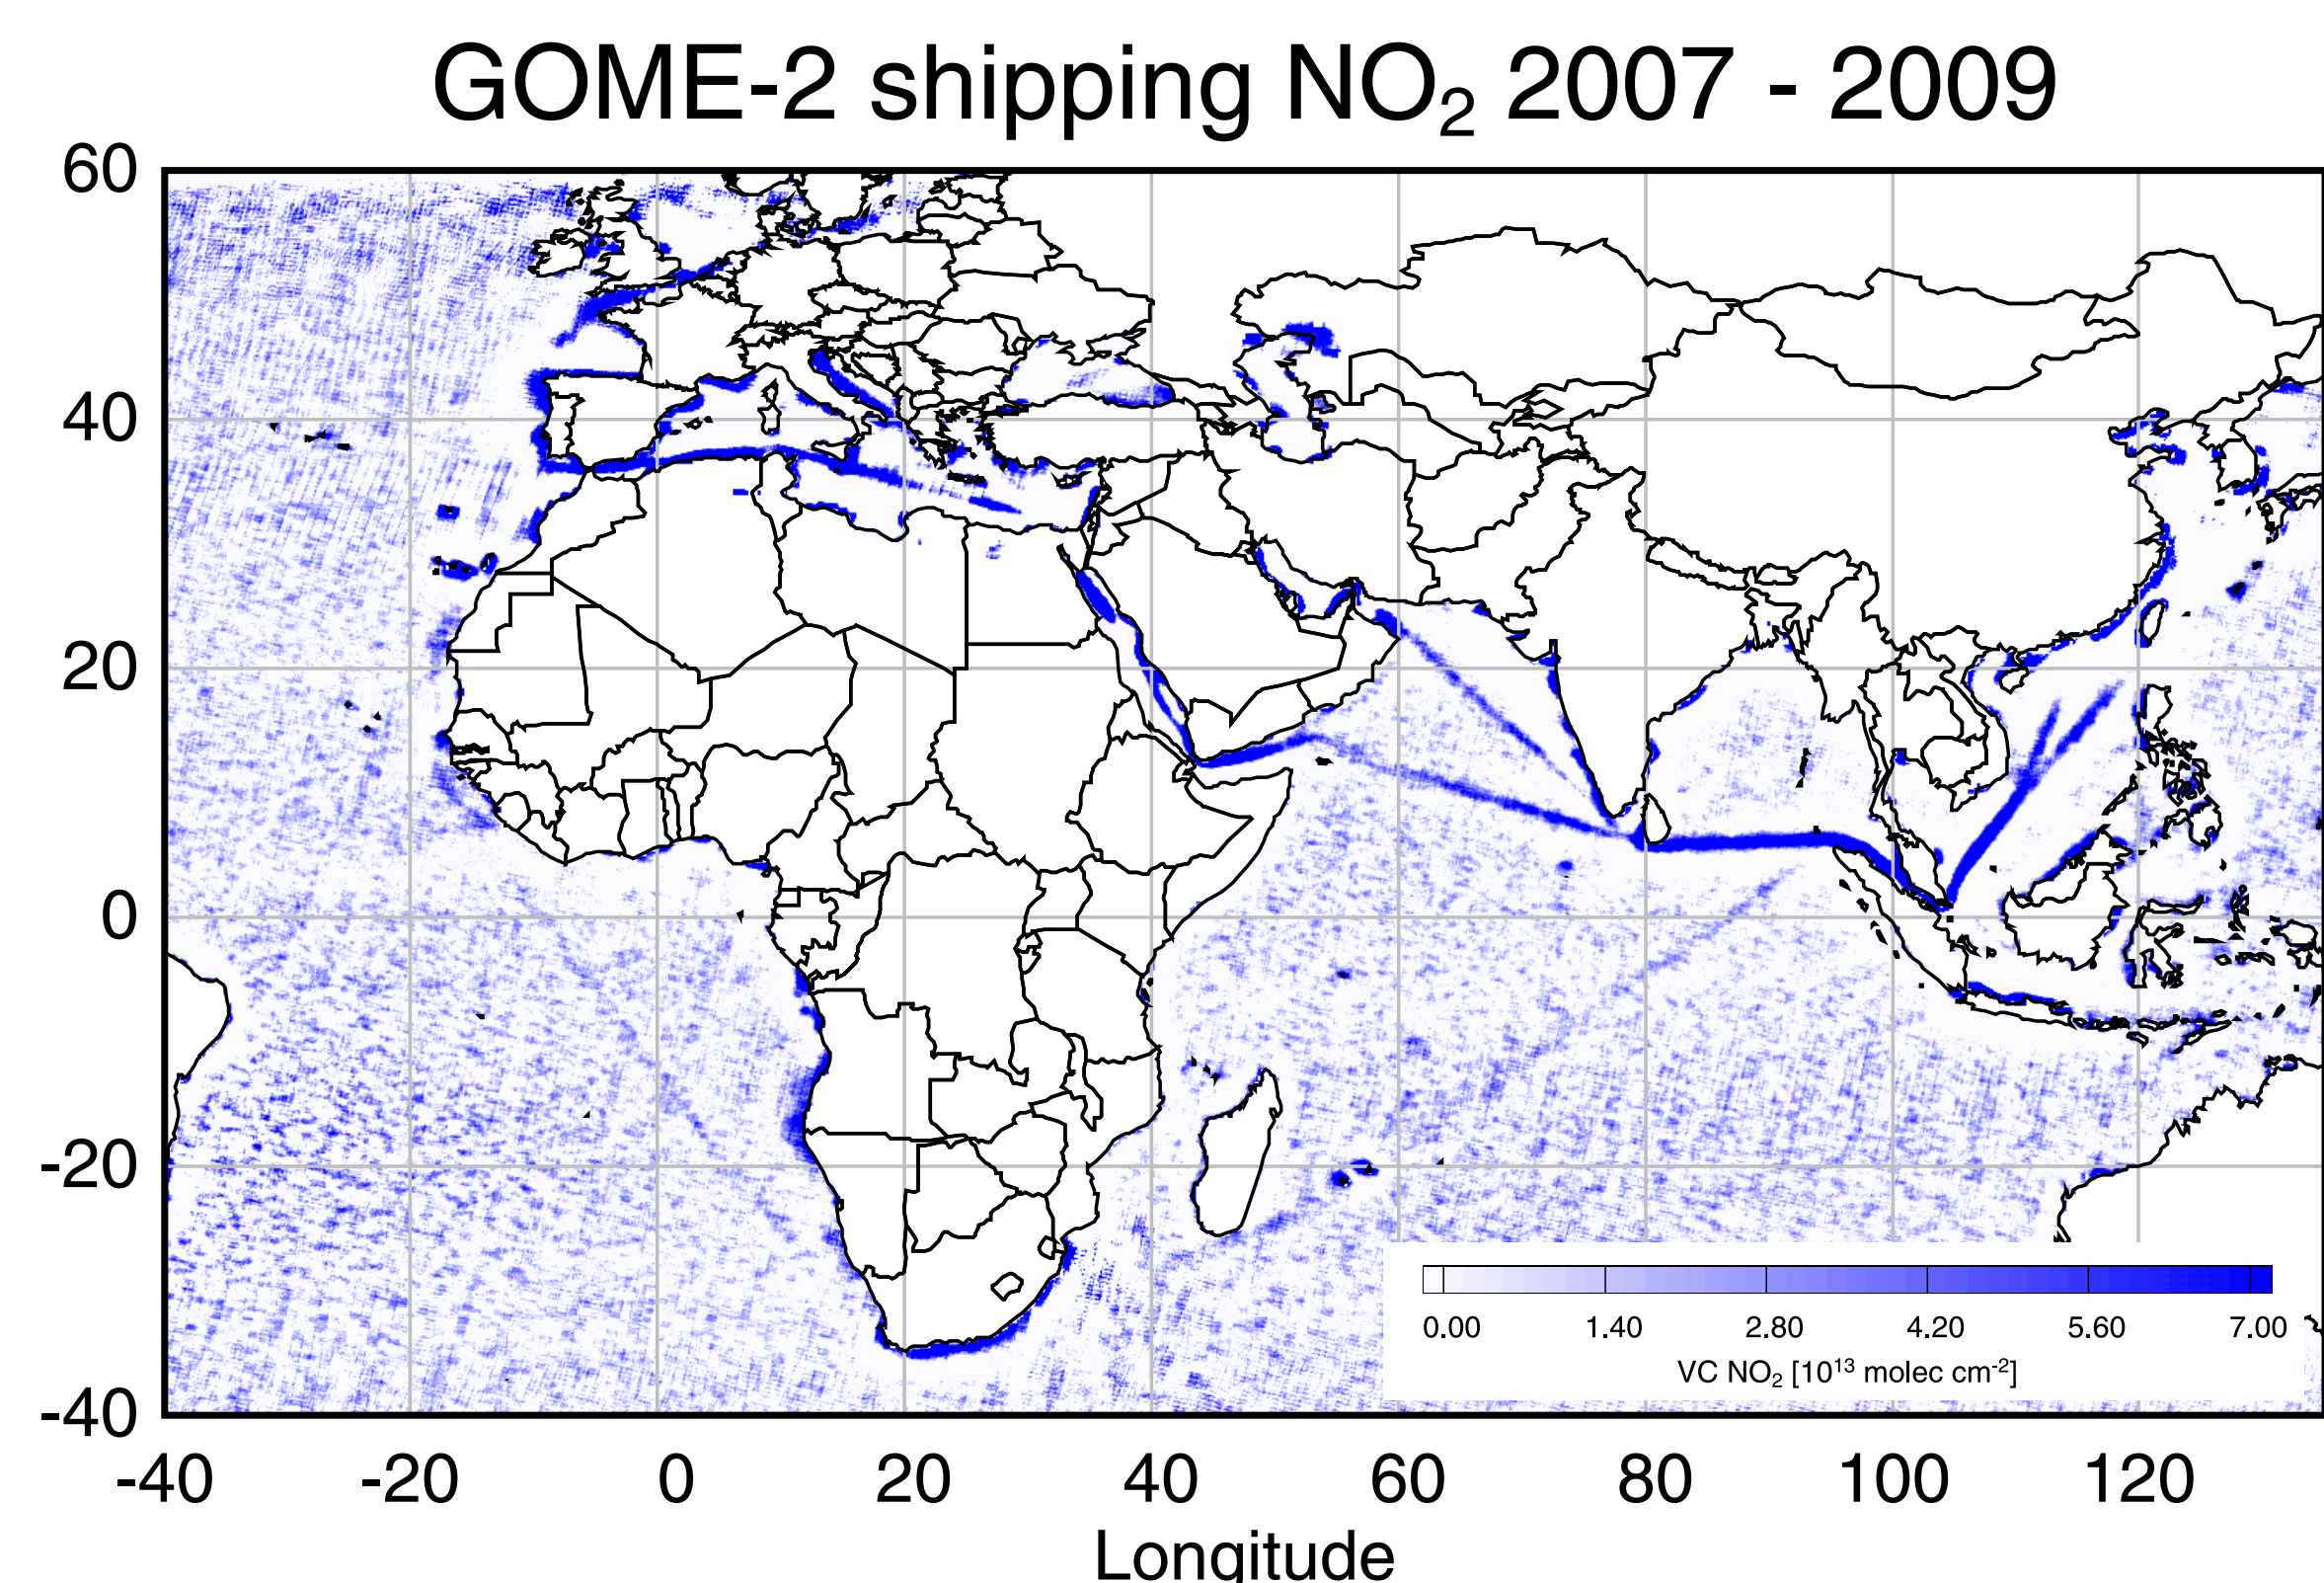 GOME-2 shipping NO₂ 2007 - 2009
60
40
20
0
-20
-40
0.00 1.40 2.80 4.20 5.60 7.00
VC NO₂ [10¹³ molec cm⁻²]
-40 -20 0 20 40 60 80 100 120
Longitude